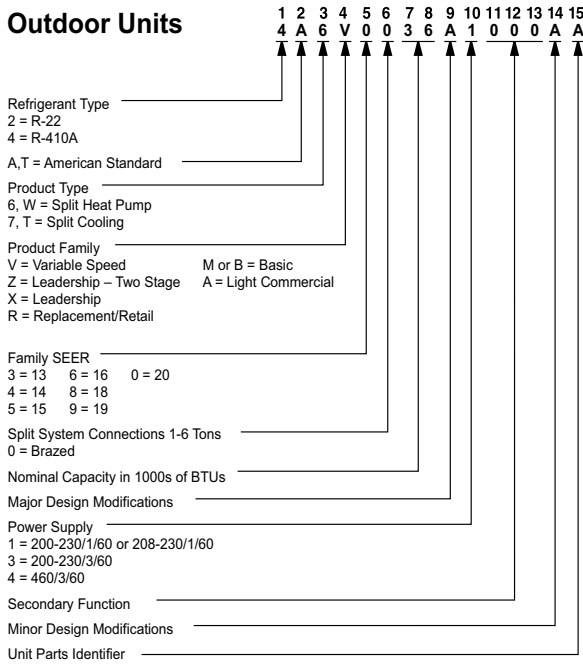 Outdoor Units
1 2 3 4 5 6 7 8 9 10 11 12 13 14 15
4 A 6 V 0 0 3 6 A 1 0 0 0 A A
Refrigerant Type
2 = R-22
4 = R-410A
A,T = American Standard
Product Type
6, W = Split Heat Pump
7, T = Split Cooling
Product Family
V = Variable Speed M or B = Basic
Z = Leadership – Two Stage A = Light Commercial
X = Leadership
R = Replacement/Retail
Family SEER
3 = 13 6 = 16 0 = 20
4 = 14 8 = 18
5 = 15 9 = 19
Split System Connections 1-6 Tons
0 = Brazed
Nominal Capacity in 1000s of BTUs
Major Design Modifications
Power Supply
1 = 200-230/1/60 or 208-230/1/60
3 = 200-230/3/60
4 = 460/3/60
Secondary Function
Minor Design Modifications
Unit Parts Identifier